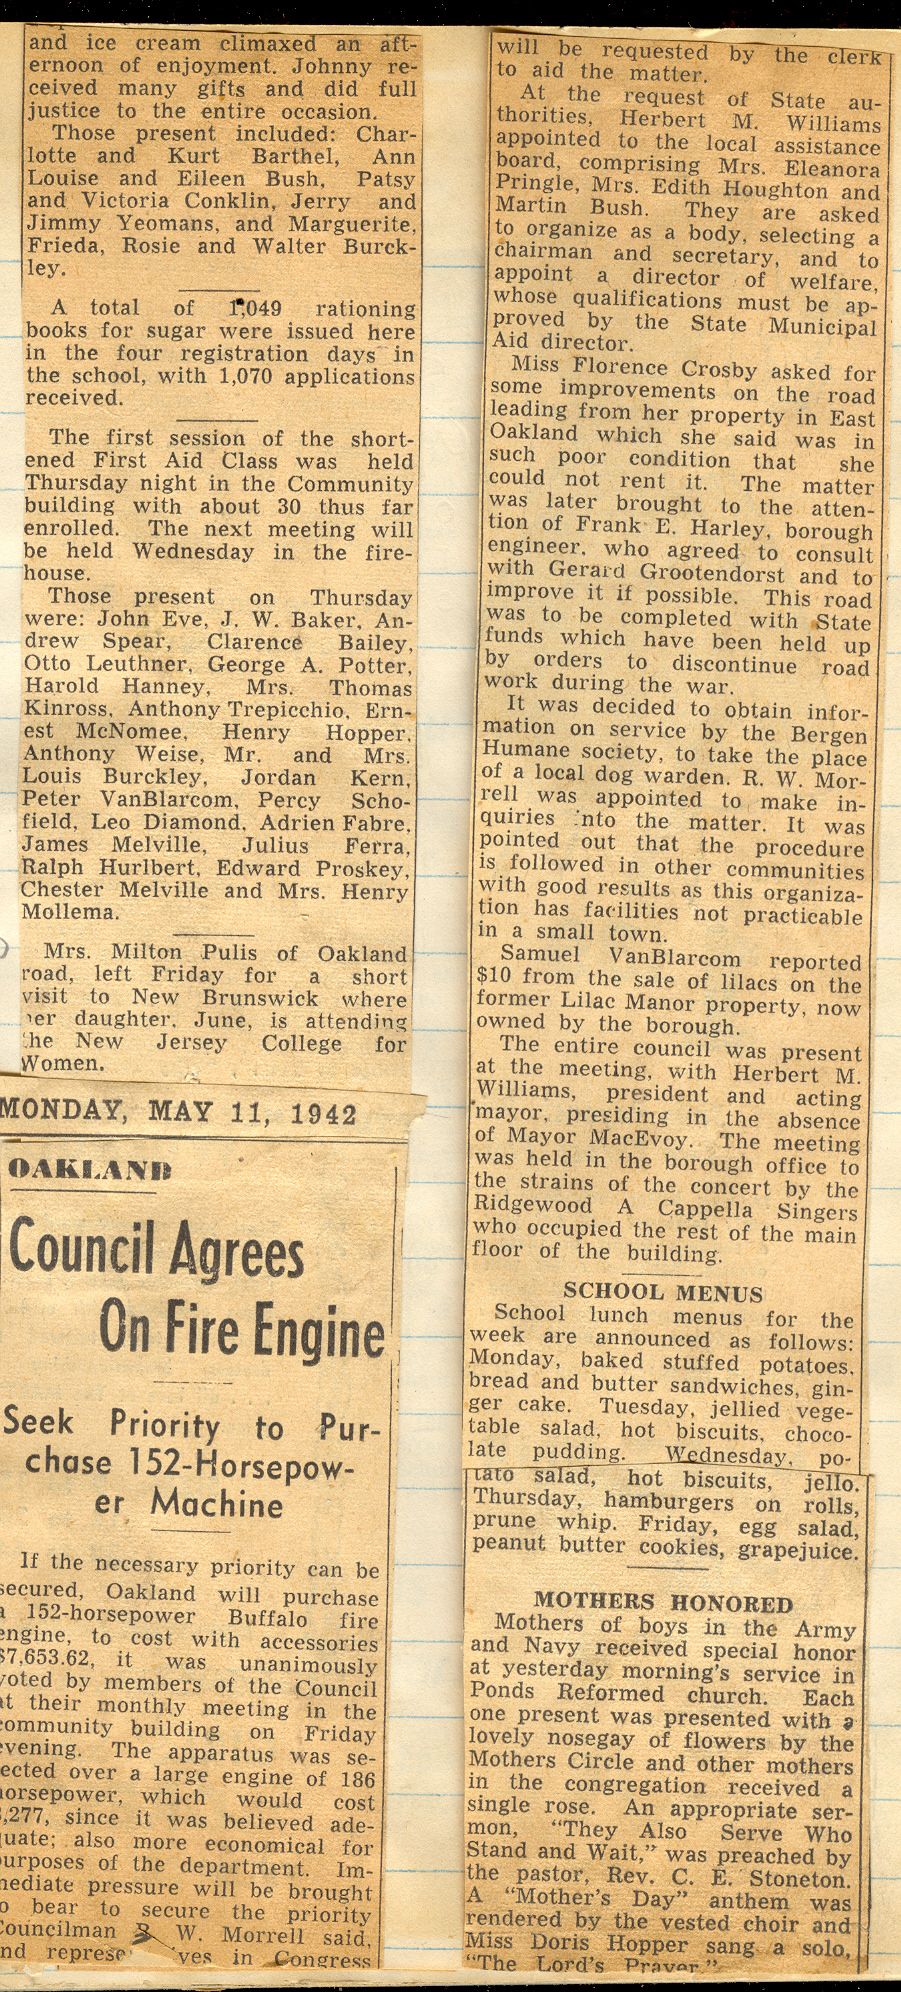 and ice cream climaxed an aft-
ernoon of enjoyment. Johnny re-
ceived many gifts and did full
justice to the entire occasion.
Those present included: Char-
lotte and Kurt Barthel, Ann
Louise and Eileen Bush, Patsy
and Victoria Conklin, Jerry and
Jimmy Yeomans, and Marguerite,
Frieda, Rosie and Walter Burck-
ley.
A total of 1,049 rationing
books for sugar were issued here
in the four registration days in
the school, with 1,070 applications
received.
The first session of the short-
ened First Aid Class was held
Thursday night in the Community
building with about 30 thus far
enrolled. The next meeting will
be held Wednesday in the fire-
house.
Those present on Thursday
were: John Eve, J. W. Baker, An-
drew Spear, Clarence Bailey,
Otto Leuthner, George A. Potter,
Harold Hanney, Mrs. Thomas
Kinross, Anthony Trepicchio, Ern-
est McNomee, Henry Hopper,
Anthony Weise, Mr. and Mrs.
Louis Burckley, Jordan Kern,
Peter VanBlarcom, Percy Scho-
field, Leo Diamond, Adrien Fabre,
James Melville, Julius Ferra,
Ralph Hurlbert, Edward Proskey,
Chester Melville and Mrs. Henry
Mollema.
Mrs. Milton Pulis of Oakland
road, left Friday for a short
visit to New Brunswick where
her daughter, June, is attending
the New Jersey College for
Women.
MONDAY, MAY 11, 1942
OAKLAND
Council Agrees
On Fire Engine
Seek Priority to Pur-
chase 152-Horsepow-
er Machine
If the necessary priority can be
secured, Oakland will purchase
a 152-horsepower Buffalo fire
engine, to cost with accessories
$7,653.62, it was unanimously
voted by members of the Council
at their monthly meeting in the
community building on Friday
evening. The apparatus was se-
lected over a large engine of 186
horsepower, which would cost
,277, since it was believed ade-
quate; also more economical for
purposes of the department. Im-
mediate pressure will be brought
to bear to secure the priority
Councilman W. Morrell said,
and ves in Congress
will be requested by the clerk
to aid the matter.
At the request of State au-
thorities, Herbert M. Williams
appointed to the local assistance
board, comprising Mrs. Eleanora
Pringle, Mrs. Edith Houghton and
Martin Bush. They are asked
to organize as a body, selecting a
chairman and secretary, and to
appoint a director of welfare,
whose qualifications must be ap-
proved by the State Municipal
Aid director.
Miss Florence Crosby asked for
some improvements on the road
leading from her property in East
Oakland which she said was in
such poor condition that she
could not rent it. The matter
was later brought to the atten-
tion of Frank E. Harley, borough
engineer, who agreed to consult
with Gerard Grootendorst and to
improve it if possible. This road
was to be completed with State
funds which have been held up
by orders to discontinue road
work during the war.
It was decided to obtain infor-
mation on service by the Bergen
Humane society, to take the place
of a local dog warden. R. W. Mor-
rell was appointed to make in-
quiries into the matter. It was
pointed out that the procedure
is followed in other communities
with good results as this organiza-
tion has facilities not practicable
in a small town.
Samuel VanBlarcom reported
$10 from the sale of lilacs on the
former Lilac Manor property, now
owned by the borough.
The entire council was present
at the meeting, with Herbert M.
Williams, president and acting
mayor, presiding in the absence
of Mayor MacEvoy. The meeting
was held in the borough office to
the strains of the concert by the
Ridgewood A Cappella Singers
who occupied the rest of the main
floor of the building.
SCHOOL MENUS
School lunch menus for the
week are announced as follows:
Monday, baked stuffed potatoes,
bread and butter sandwiches, gin-
ger cake. Tuesday, jellied vege-
table salad, hot biscuits, choco-
late pudding. Wednesday, po-
tato salad, hot biscuits, jello.
Thursday, hamburgers on rolls,
prune whip. Friday, egg salad,
peanut butter cookies, grapejuice.
MOTHERS HONORED
Mothers of boys in the Army
and Navy received special honor
at yesterday morning's service in
Ponds Reformed church. Each
one present was presented with a
lovely nosegay of flowers by the
Mothers Circle and other mothers
in the congregation received a
single rose. An appropriate ser-
mon, "They Also Serve Who
Stand and Wait," was preached by
the pastor, Rev. C. E. Stoneton.
A "Mother's Day" anthem was
rendered by the vested choir and
Miss Doris Hopper sang a solo,
"The Lord's Prayer."